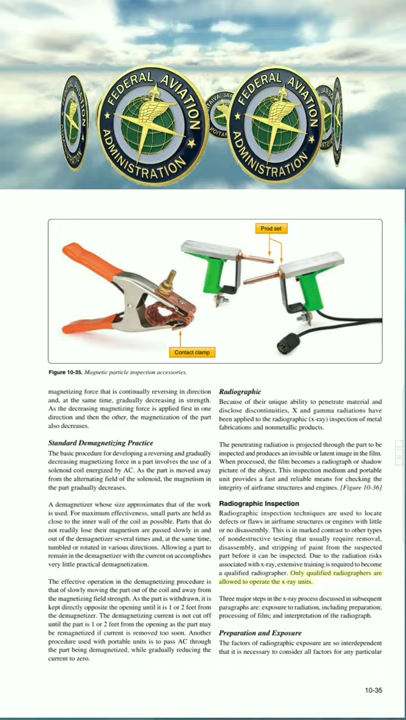 FEDERAL AVIATION
ADMINISTRATION
FEDERAL AVIATION
ADMINISTRATION
Prod set
Contact clamp
Figure 10-35. Magnetic particle inspection accessories.
magnetizing force that is continually reversing in direction
and, at the same time, gradually decreasing in strength.
As the decreasing magnetizing force is applied first in one
direction and then the other, the magnetization of the part
also decreases.
Standard Demagnetizing Practice
The basic procedure for developing a reversing and gradually
decreasing magnetizing force in a part involves the use of a
solenoid coil energized by AC. As the part is moved away
from the alternating field of the solenoid, the magnetism in
the part gradually decreases.
A demagnetizer whose size approximates that of the work
is used. For maximum effectiveness, small parts are held as
close to the inner wall of the coil as possible. Parts that do
not readily lose their magnetism are passed slowly in and
out of the demagnetizer several times and, at the same time,
tumbled or rotated in various directions. Allowing a part to
remain in the demagnetizer with the current on accomplishes
very little practical demagnetization.
The effective operation in the demagnetizing procedure is
that of slowly moving the part out of the coil and away from
the magnetizing field strength. As the part is withdrawn, it is
kept directly opposite the opening until it is 1 or 2 feet from
the demagnetizer. The demagnetizing current is not cut off
until the part is 1 or 2 feet from the opening as the part may
be remagnetized if current is removed too soon. Another
procedure used with portable units is to pass AC through
the part being demagnetized, while gradually reducing the
current to zero.
Radiographic
Because of their unique ability to penetrate material and
disclose discontinuities, X and gamma radiations have
been applied to the radiographic (x-ray) inspection of metal
fabrications and nonmetallic products.
The penetrating radiation is projected through the part to be
inspected and produces an invisible or latent image in the film.
When processed, the film becomes a radiograph or shadow
picture of the object. This inspection medium and portable
unit provides a fast and reliable means for checking the
integrity of airframe structures and engines. [Figure 10-36]
Radiographic Inspection
Radiographic inspection techniques are used to locate
defects or flaws in airframe structures or engines with little
or no disassembly. This is in marked contrast to other types
of nondestructive testing that usually require removal,
disassembly, and stripping of paint from the suspected
part before it can be inspected. Due to the radiation risks
associated with x-ray, extensive training is required to become
a qualified radiographer. Only qualified radiographers are
allowed to operate the x-ray units.
Three major steps in the x-ray process discussed in subsequent
paragraphs are: exposure to radiation, including preparation;
processing of film; and interpretation of the radiograph.
Preparation and Exposure
The factors of radiographic exposure are so interdependent
that it is necessary to consider all factors for any particular
10-35